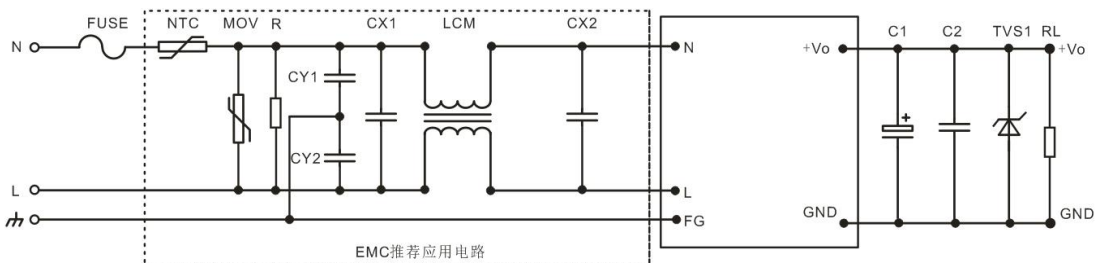 FUSE NTC MOV R CX1 LCM CX2 C1 C2 TVS1 RL
N N +Vo +Vo
CY1
+
CY2
L L
GND GND
FG
EMC推荐应用电路